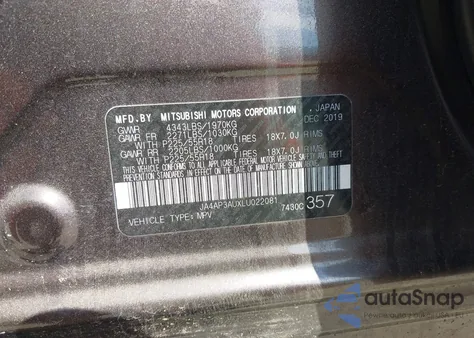 MFD.BY MITSUBISHI MOTORS CORPORATION , JAPAN
GVWR 4343LBS/1970KG DEC 2019
GAWR FR 2271LBS/1030KG
WITH P225/55R18 TIRES 18X7.0J RIMS
GAWR RR 2205LBS/1000KG
WITH P225/55R18 TIRES 18X7.0J RIMS
THIS VEHICLE CONFORMS TO ALL APPLICABLE FEDERAL MOTOR VEHICLE SAFETY AND
THEFT PREVENTION STANDARDS IN EFFECT ON THE DATE OF MANUFACTURE SHOWN ABOVE.
JA4AP3AUXLU022081 7430C 357
VEHICLE TYPE: MPV
autoSnap